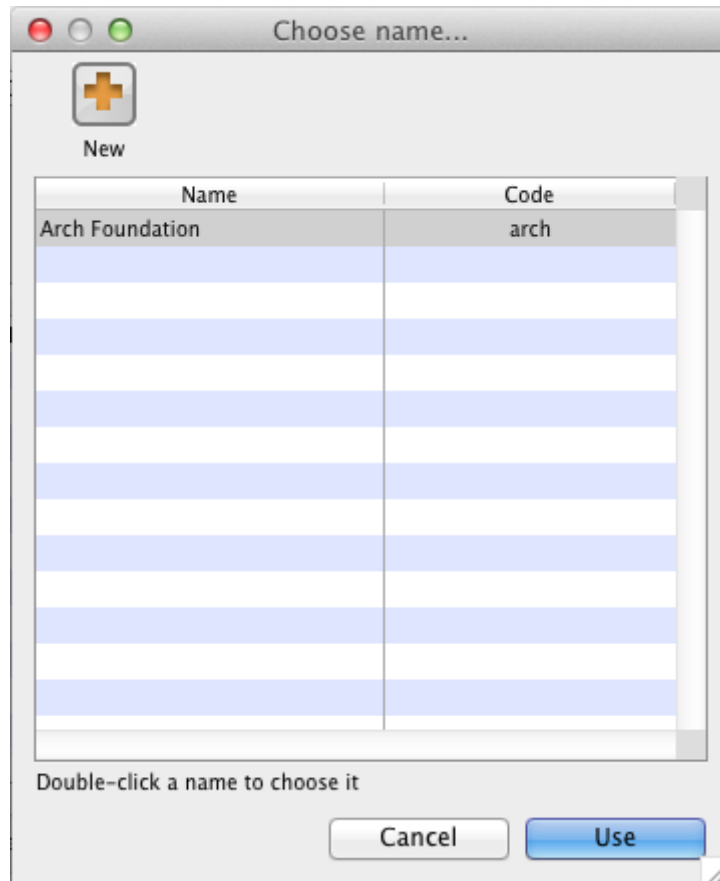 Choose name...
New
Name Code
Arch Foundation arch
Double-click a name to choose it
Cancel Use